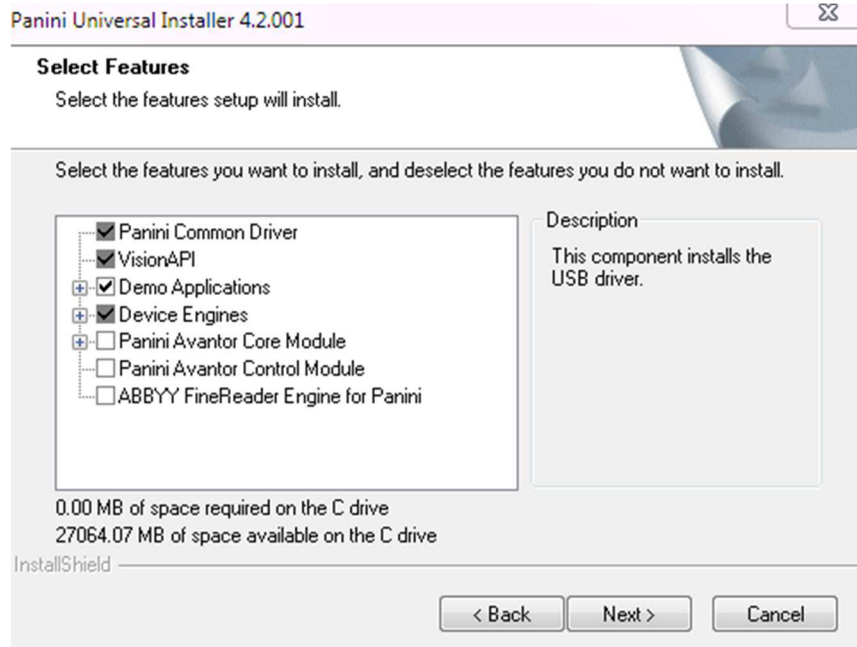 Panini Universal Installer 4.2.001
Select Features
Select the features setup will install.
Select the features you want to install, and deselect the features you do not want to install.
Panini Common Driver
VisionAPI
Demo Applications
Device Engines
Panini Avantor Core Module
Panini Avantor Control Module
ABBYY FineReader Engine for Panini
Description
This component installs the
USB driver.
0.00 MB of space required on the C drive
27064.07 MB of space available on the C drive
InstallShield
< Back
Next >
Cancel